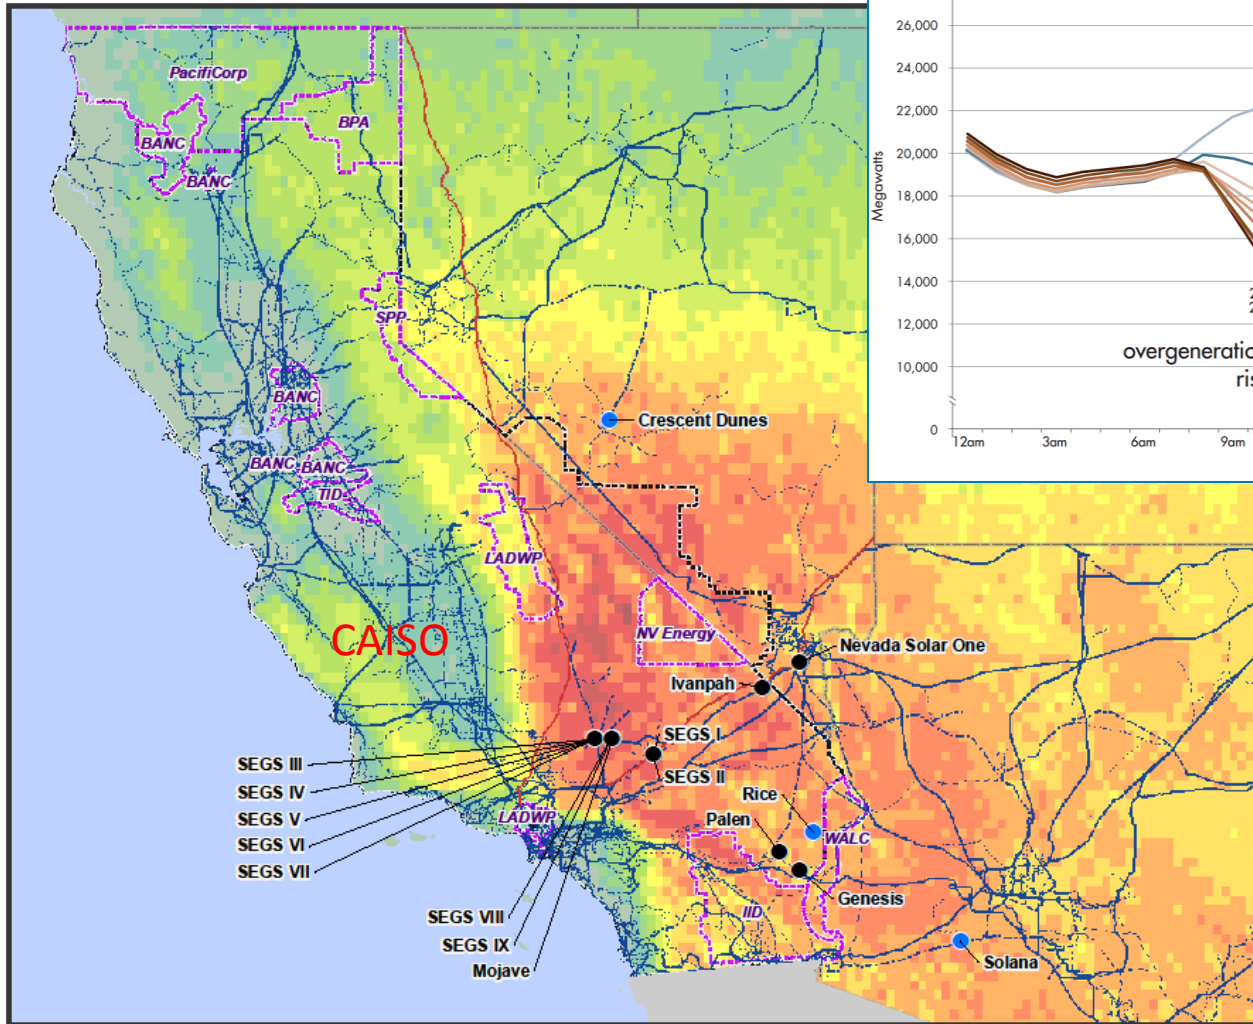 PacifiCorp
BANC
BPA
BANC
SPP
BANC
BANC
BANC
TID
LADWP
CAISO
NV Energy
Crescent Dunes
Nevada Solar One
Ivanpah
SEGS I
SEGS II
SEGS III
SEGS IV
SEGS V
SEGS VI
SEGS VII
LADWP
SEGS VIII
SEGS IX
Mojave
Rice
Palen
WALC
Genesis
IID
Solana
Megawatts
26,000
24,000
22,000
20,000
18,000
16,000
14,000
12,000
10,000
0
12am
3am
6am
9am
overgeneratio
ris